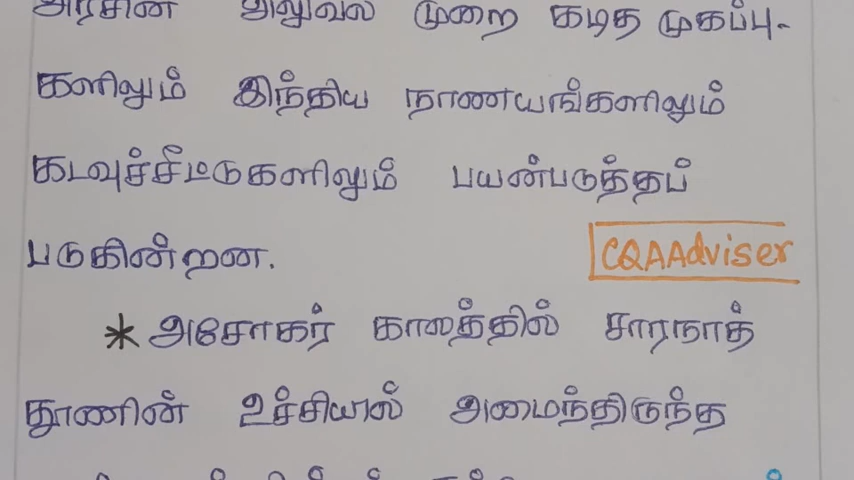 அரசின் அலுவல் முறை கடித முகப்பு-
களிலும் இந்திய நாணயங்களிலும்
கடவுச்சீட்டுகளிலும் பயன்படுத்தப்
படுகின்றன.
CQAAdviser
* அசோகர் காலத்தில் சாரநாத்
தூணின் உச்சியில் அமைந்திருந்த